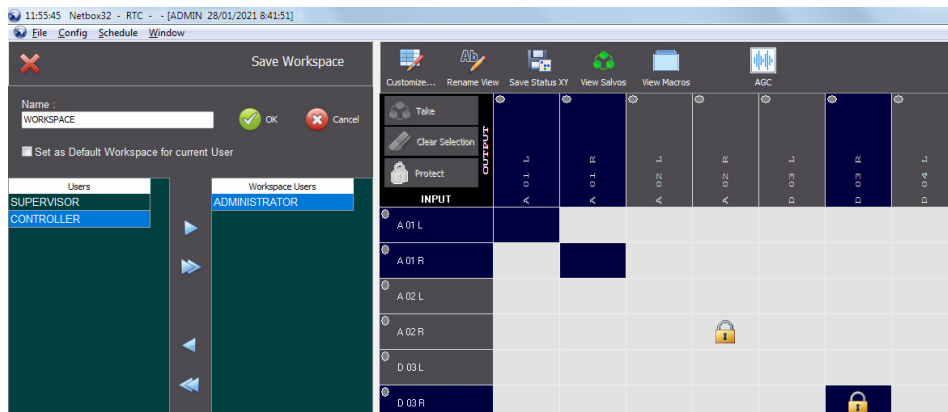 11:55:45 Netbox32 - RTC - - [ADMIN 28/01/2021 8:41:51]
File Config Schedule Window
Save Workspace
Name :
WORKSPACE
OK
Cancel
Set as Default Workspace for current User
Users
SUPERVISOR
CONTROLLER
Workspace Users
ADMINISTRATOR
Customize... Rename View Save Status XY View Salvos View Macros AGC
Take
Clear Selection
Protect
OUTPUT
INPUT
A 01 L
A 01 R
A 02 L
A 02 R
D 03 L
D 03 R
D 04 L
A 01 L
A 01 R
A 02 L
A 02 R
D 03 L
D 03 R